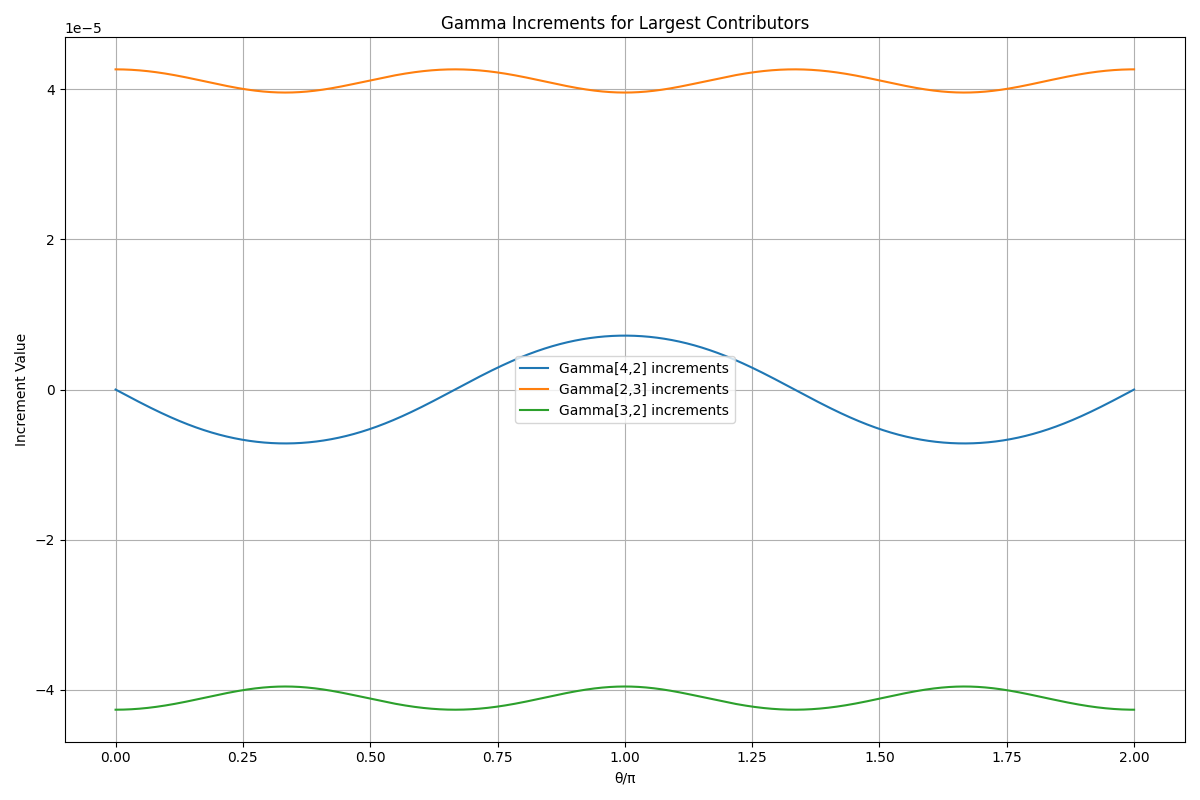 Gamma Increments for Largest Contributors
1e−5
4
2
0
−2
−4
Increment Value
Gamma[4,2] increments
Gamma[2,3] increments
Gamma[3,2] increments
0.00 0.25 0.50 0.75 1.00 1.25 1.50 1.75 2.00
θ/π